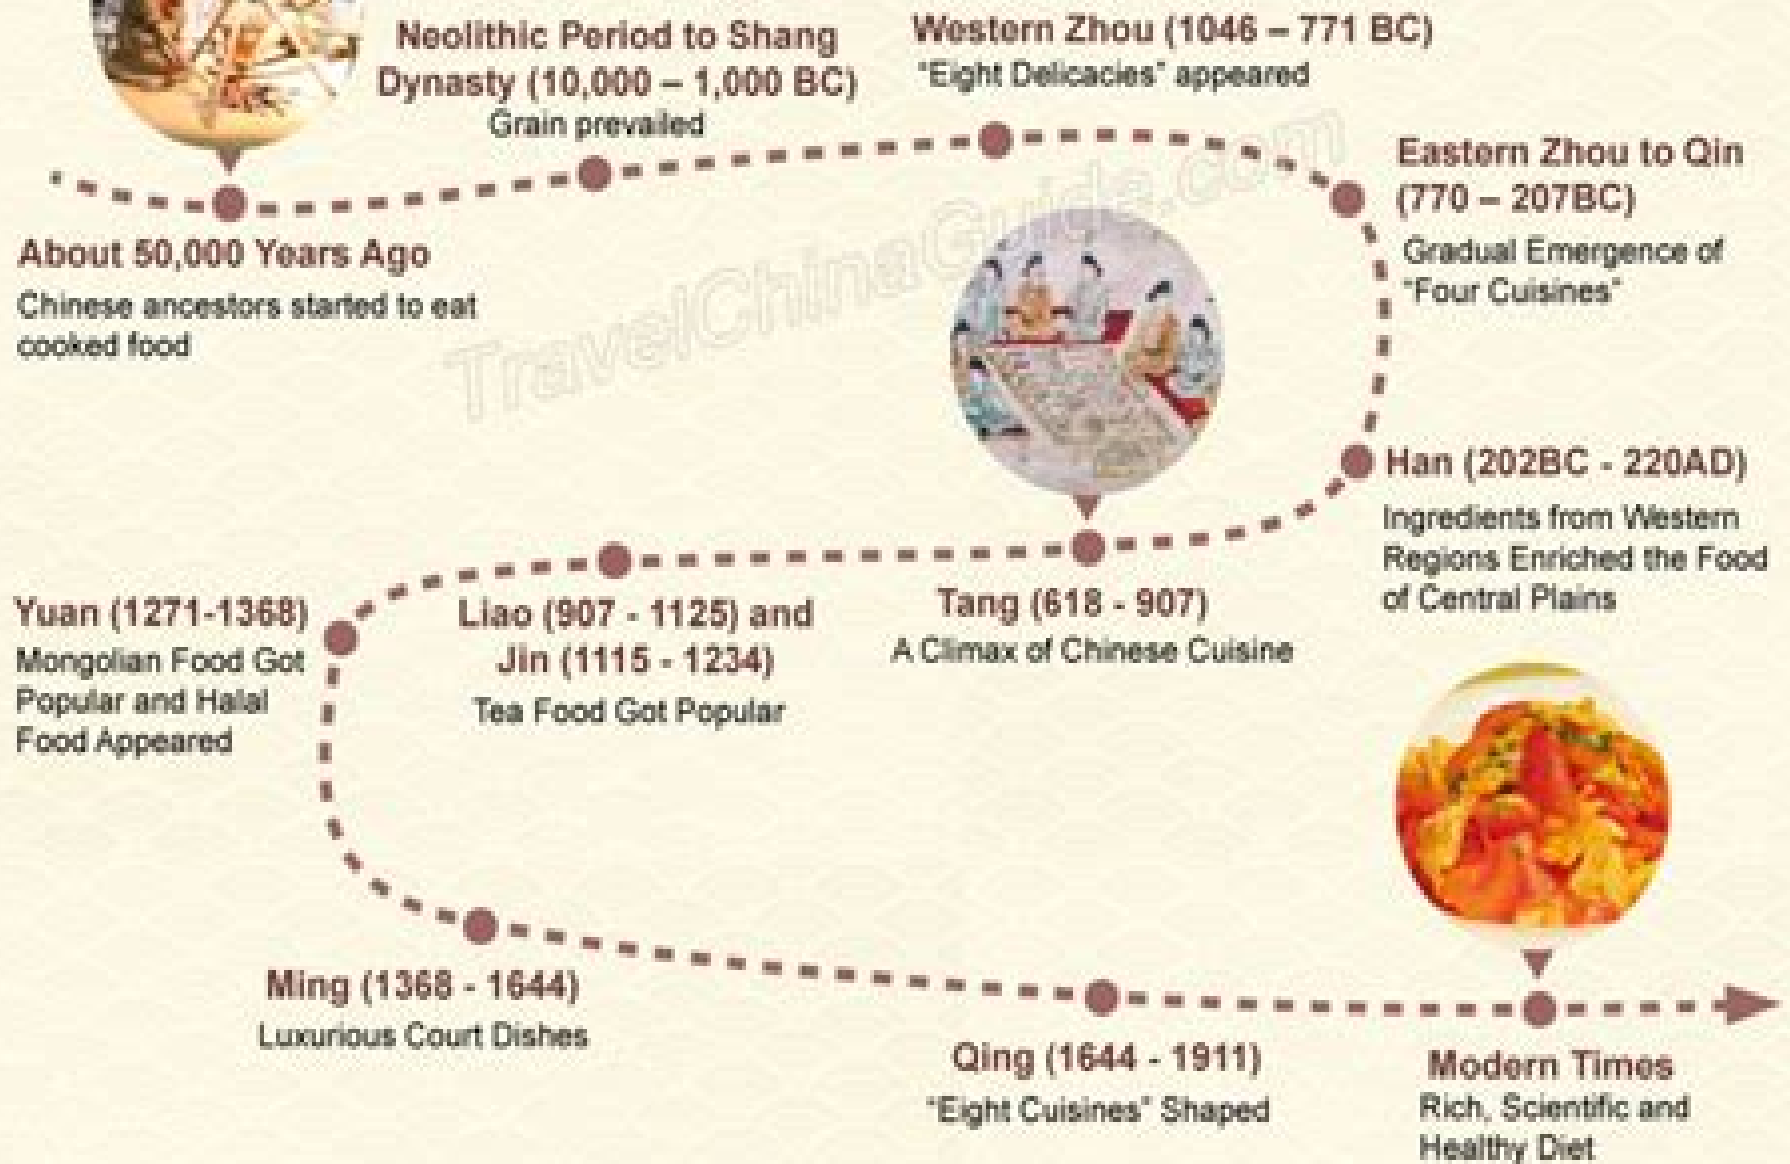 Neolithic Period to Shang
Dynasty (10,000 – 1,000 BC)
Grain prevailed
Western Zhou (1046 – 771 BC)
"Eight Delicacies" appeared
Eastern Zhou to Qin
(770 – 207BC)
Gradual Emergence of
"Four Cuisines"
About 50,000 Years Ago
Chinese ancestors started to eat
cooked food
TravelChinaGuide.com
Han (202BC - 220AD)
Ingredients from Western
Regions Enriched the Food
of Central Plains
Tang (618 - 907)
A Climax of Chinese Cuisine
Liao (907 - 1125) and
Jin (1115 - 1234)
Tea Food Got Popular
Yuan (1271-1368)
Mongolian Food Got
Popular and Halal
Food Appeared
Ming (1368 - 1644)
Luxurious Court Dishes
Qing (1644 - 1911)
"Eight Cuisines" Shaped
Modern Times
Rich, Scientific and
Healthy Diet